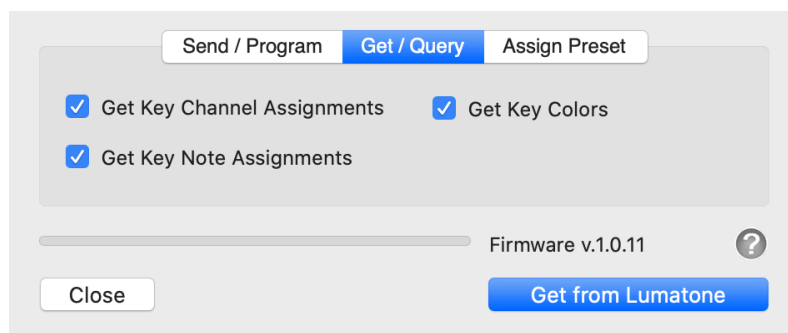 Send / Program Get / Query Assign Preset
Get Key Channel Assignments Get Key Colors
Get Key Note Assignments
Firmware v.1.0.11 ?
Close Get from Lumatone